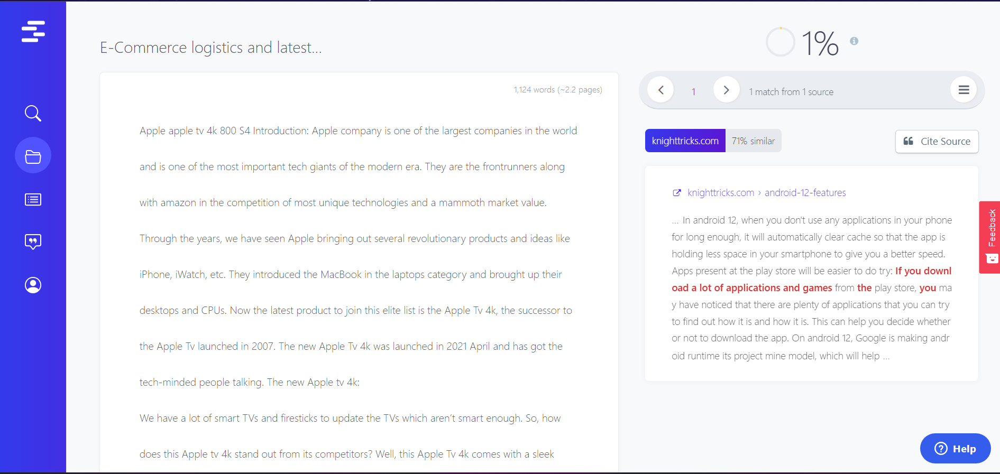 E-Commerce logistics and latest...
1%
1,124 words (~2.2 pages)
Apple apple tv 4k 800 S4 Introduction: Apple company is one of the largest companies in the world
and is one of the most important tech giants of the modern era. They are the frontrunners along
with amazon in the competition of most unique technologies and a mammoth market value.
Through the years, we have seen Apple bringing out several revolutionary products and ideas like
iPhone, iWatch, etc. They introduced the MacBook in the laptops category and brought up their
desktops and CPUs. Now the latest product to join this elite list is the Apple Tv 4k, the successor to
the Apple Tv launched in 2007. The new Apple Tv 4k was launched in 2021 April and has got the
tech-minded people talking. The new Apple tv 4k:
We have a lot of smart TVs and firesticks to update the TVs which aren't smart enough. So, how
does this Apple tv 4k stand out from its competitors? Well, this Apple Tv 4k comes with a sleek
1
1 match from 1 source
knighttricks.com 71% similar
Cite Source
knighttricks.com › android-12-features
... In android 12, when you don't use any applications in your phone
for long enough, it will automatically clear cache so that the app is
holding less space in your smartphone to give you a better speed.
Apps present at the play store will be easier to do try: If you downl
oad a lot of applications and games from the play store, you ma
y have noticed that there are plenty of applications that you can try
to find out how it is and how it is. This can help you decide whether
or not to download the app. On android 12, Google is making andr
oid runtime its project mine model, which will help ...
Feedback
Help